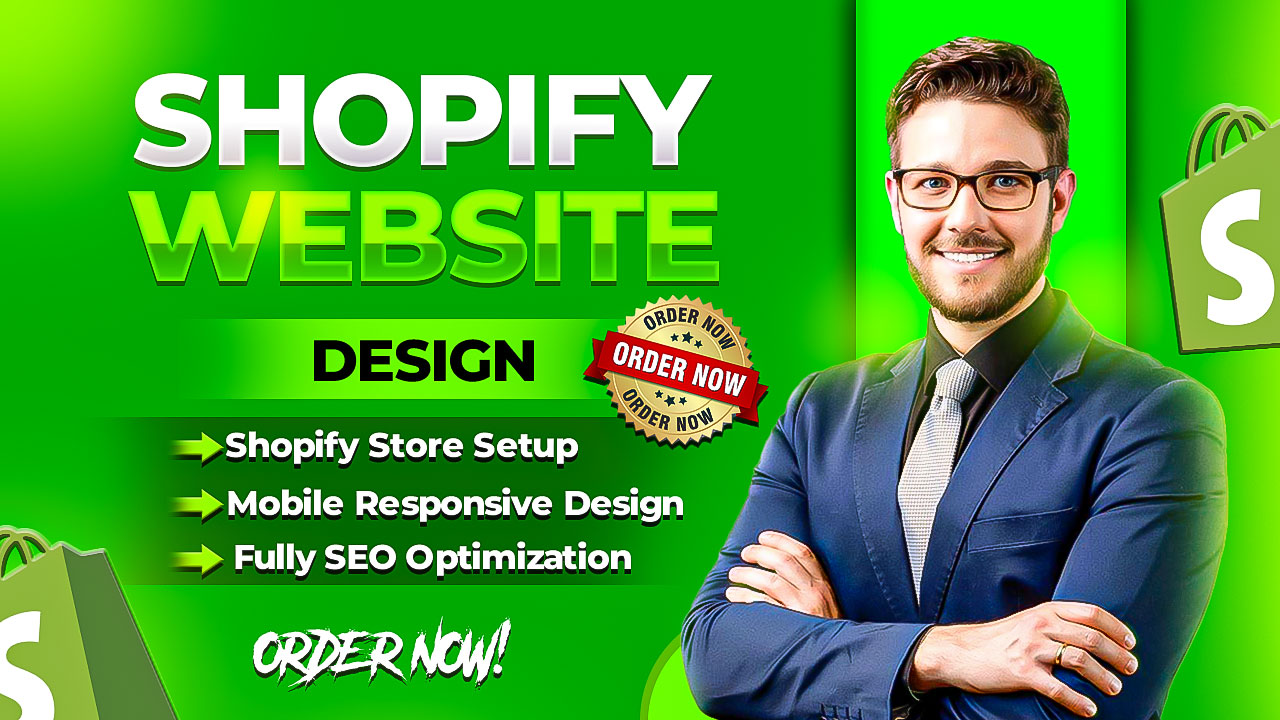 SHOPIFY
WEBSITE
DESIGN
ORDER NOW
ORDER NOW
ORDER NOW
Shopify Store Setup
Mobile Responsive Design
Fully SEO Optimization
ORDER NOW!
S
S